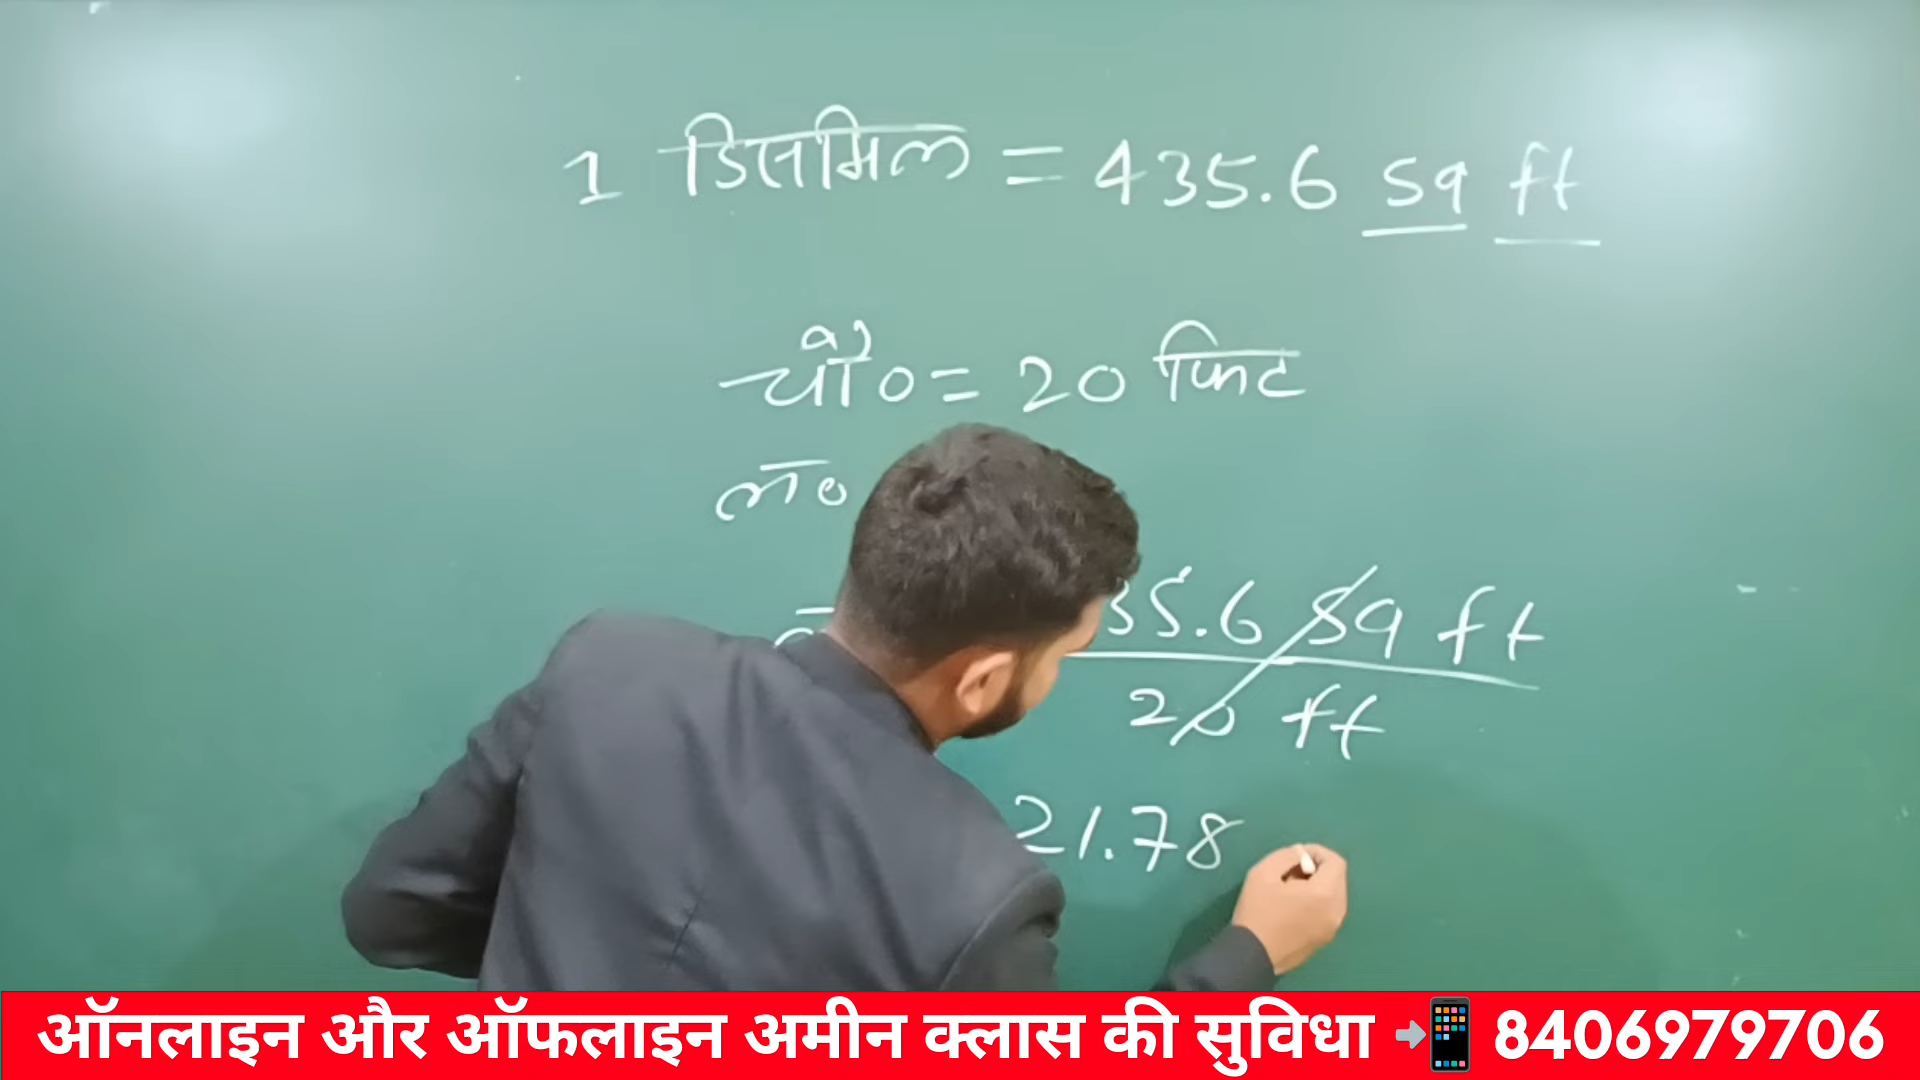 1 डिसमिल = 435.6 sq ft
चौ० = 20 फिट
ल०
35.6 sq ft
20 ft
21.78
ऑनलाइन और ऑफलाइन अमीन क्लास की सुविधा 8406979706